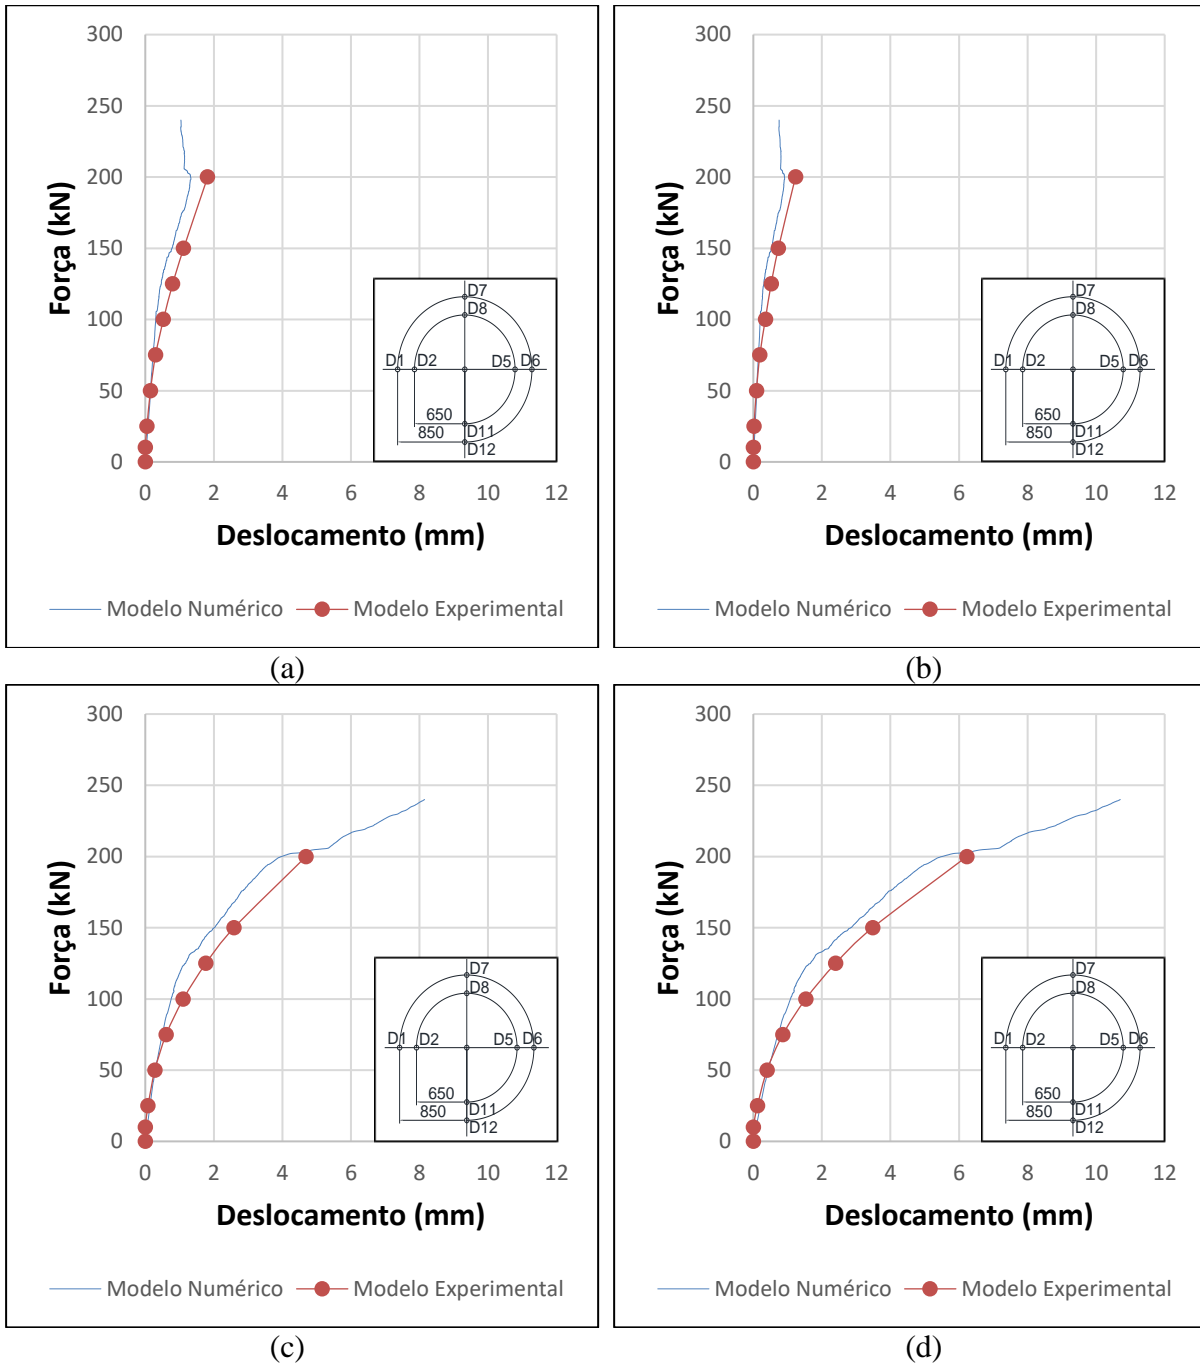 300
250
200
150
100
50
0
Força (kN)
0 2 4 6 8 10 12
Deslocamento (mm)
D7
D8
D1 D2 D5 D6
650
850
D11
D12
Modelo Numérico Modelo Experimental
(a)
300
250
200
150
100
50
0
Força (kN)
0 2 4 6 8 10 12
Deslocamento (mm)
D7
D8
D1 D2 D5 D6
650
850
D11
D12
Modelo Numérico Modelo Experimental
(b)
300
250
200
150
100
50
0
Força (kN)
0 2 4 6 8 10 12
Deslocamento (mm)
D7
D8
D1 D2 D5 D6
650
850
D11
D12
Modelo Numérico Modelo Experimental
(c)
300
250
200
150
100
50
0
Força (kN)
0 2 4 6 8 10 12
Deslocamento (mm)
D7
D8
D1 D2 D5 D6
650
850
D11
D12
Modelo Numérico Modelo Experimental
(d)